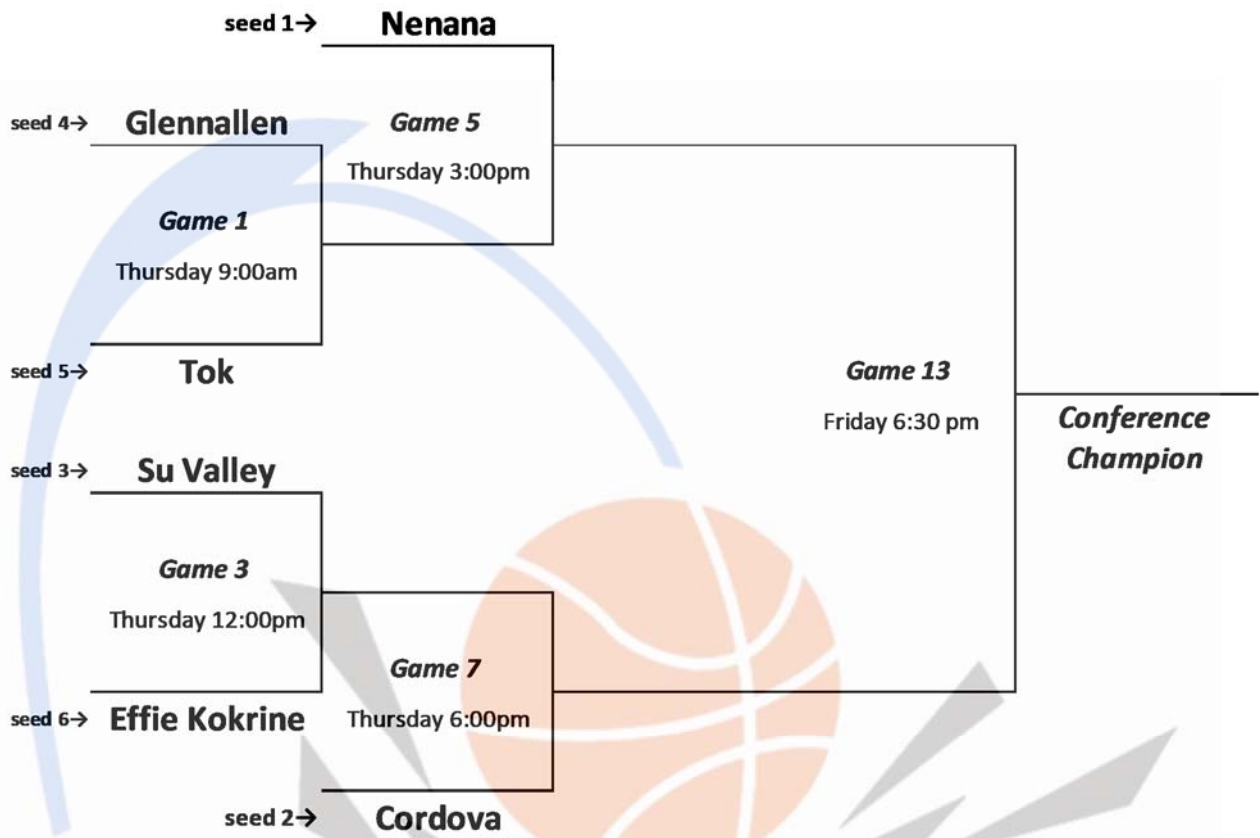 seed 1→ Nenana
seed 4→ Glennallen
Game 5
Thursday 3:00pm
Game 1
Thursday 9:00am
seed 5→ Tok
Game 13
Friday 6:30 pm
Conference
Champion
seed 3→ Su Valley
Game 3
Thursday 12:00pm
Game 7
Thursday 6:00pm
seed 6→ Effie Kokrine
seed 2→ Cordova